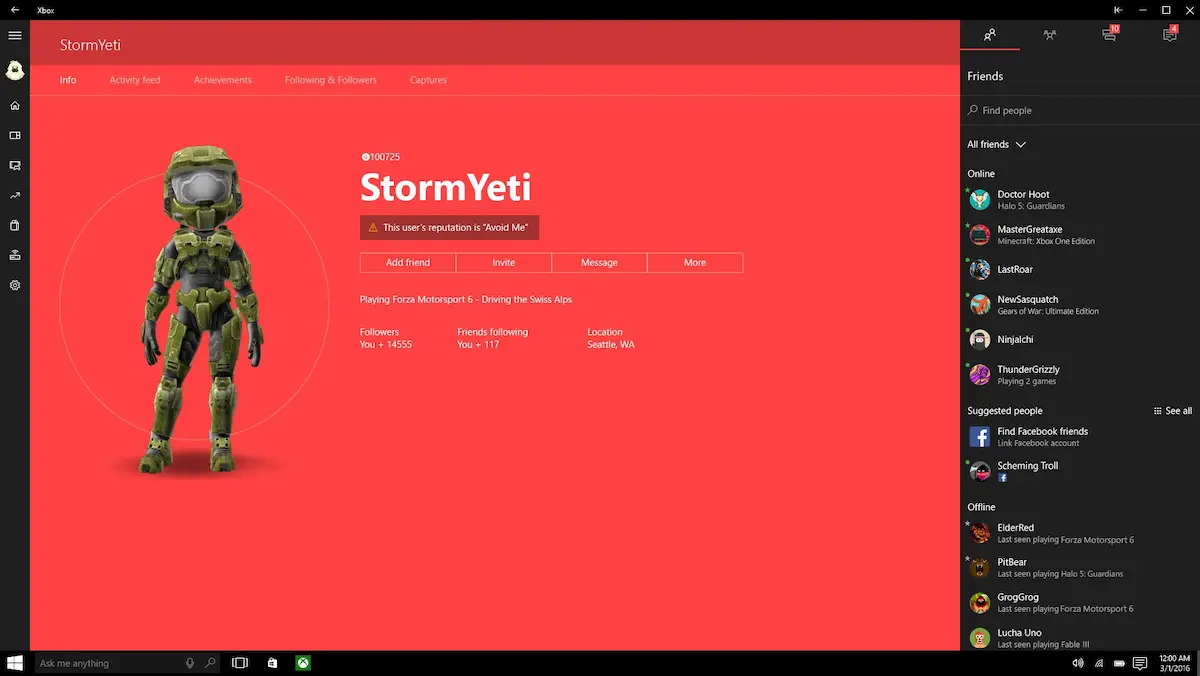 Xbox
StormYeti
Info
Activity feed
Achievements
Following & Followers
Captures
100725
StormYeti
This user's reputation is "Avoid Me"
Add friend
Invite
Message
More
Playing Forza Motorsport 6 - Driving the Swiss Alps
Followers
You + 14555
Friends following
You + 117
Location
Seattle, WA
10
4
Friends
Find people
All friends
Online
Doctor Hoot
Halo 5: Guardians
MasterGreataxe
Minecraft: Xbox One Edition
LastRoar
NewSasquatch
Gears of War: Ultimate Edition
Ninjalchi
ThunderGrizzly
Playing 2 games
Suggested people
See all
Find Facebook friends
Link Facebook account
Scheming Troll
Offline
ElderRed
Last seen playing Forza Motorsport 6
PitBear
Last seen playing Halo 5: Guardians
GrogGrog
Last seen playing Forza Motorsport 6
Lucha Uno
Last seen playing Fable III
Ask me anything
12:00 AM
3/1/2016